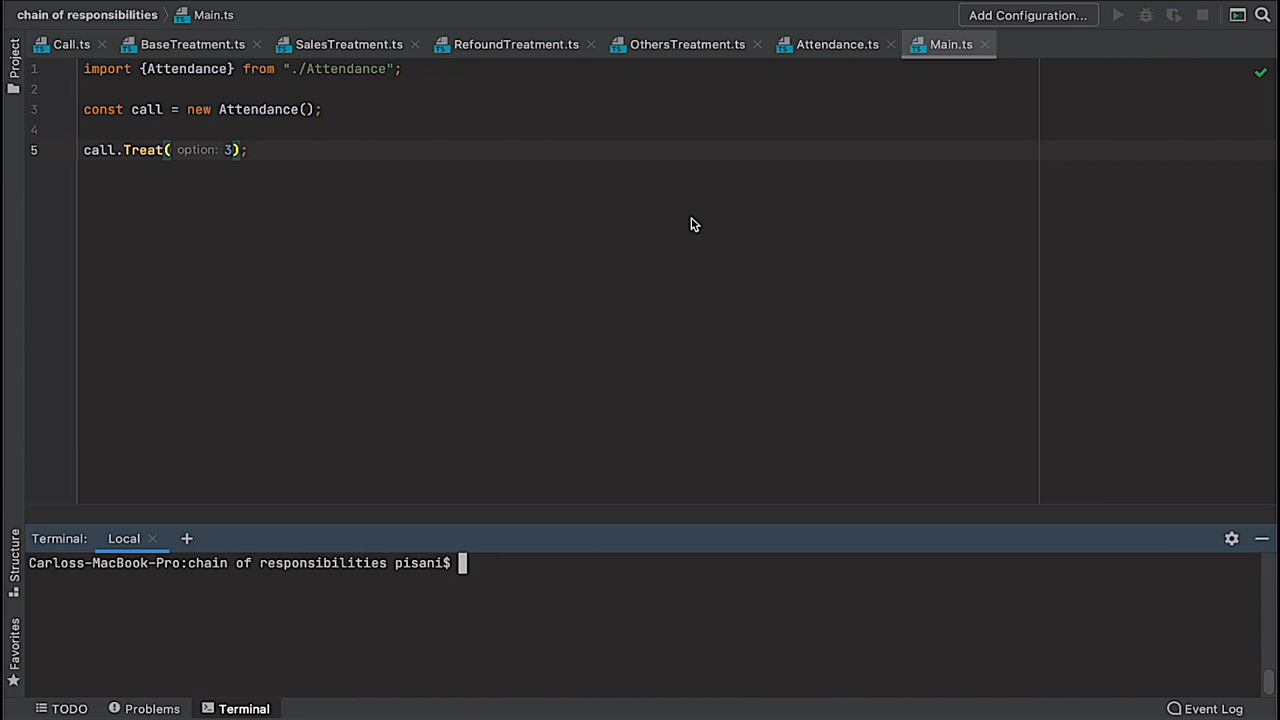 chain of responsibilities Main.ts Add Configuration...
Project
Call.ts BaseTreatment.ts SalesTreatment.ts RefoundTreatment.ts OthersTreatment.ts Attendance.ts Main.ts
1 import {Attendance} from "./Attendance";
2
3 const call = new Attendance();
4
5 call.Treat( option: 3);
Structure
Favorites
Terminal: Local +
Carloss-MacBook-Pro:chain of responsibilities pisani$
TODO Problems Terminal Event Log